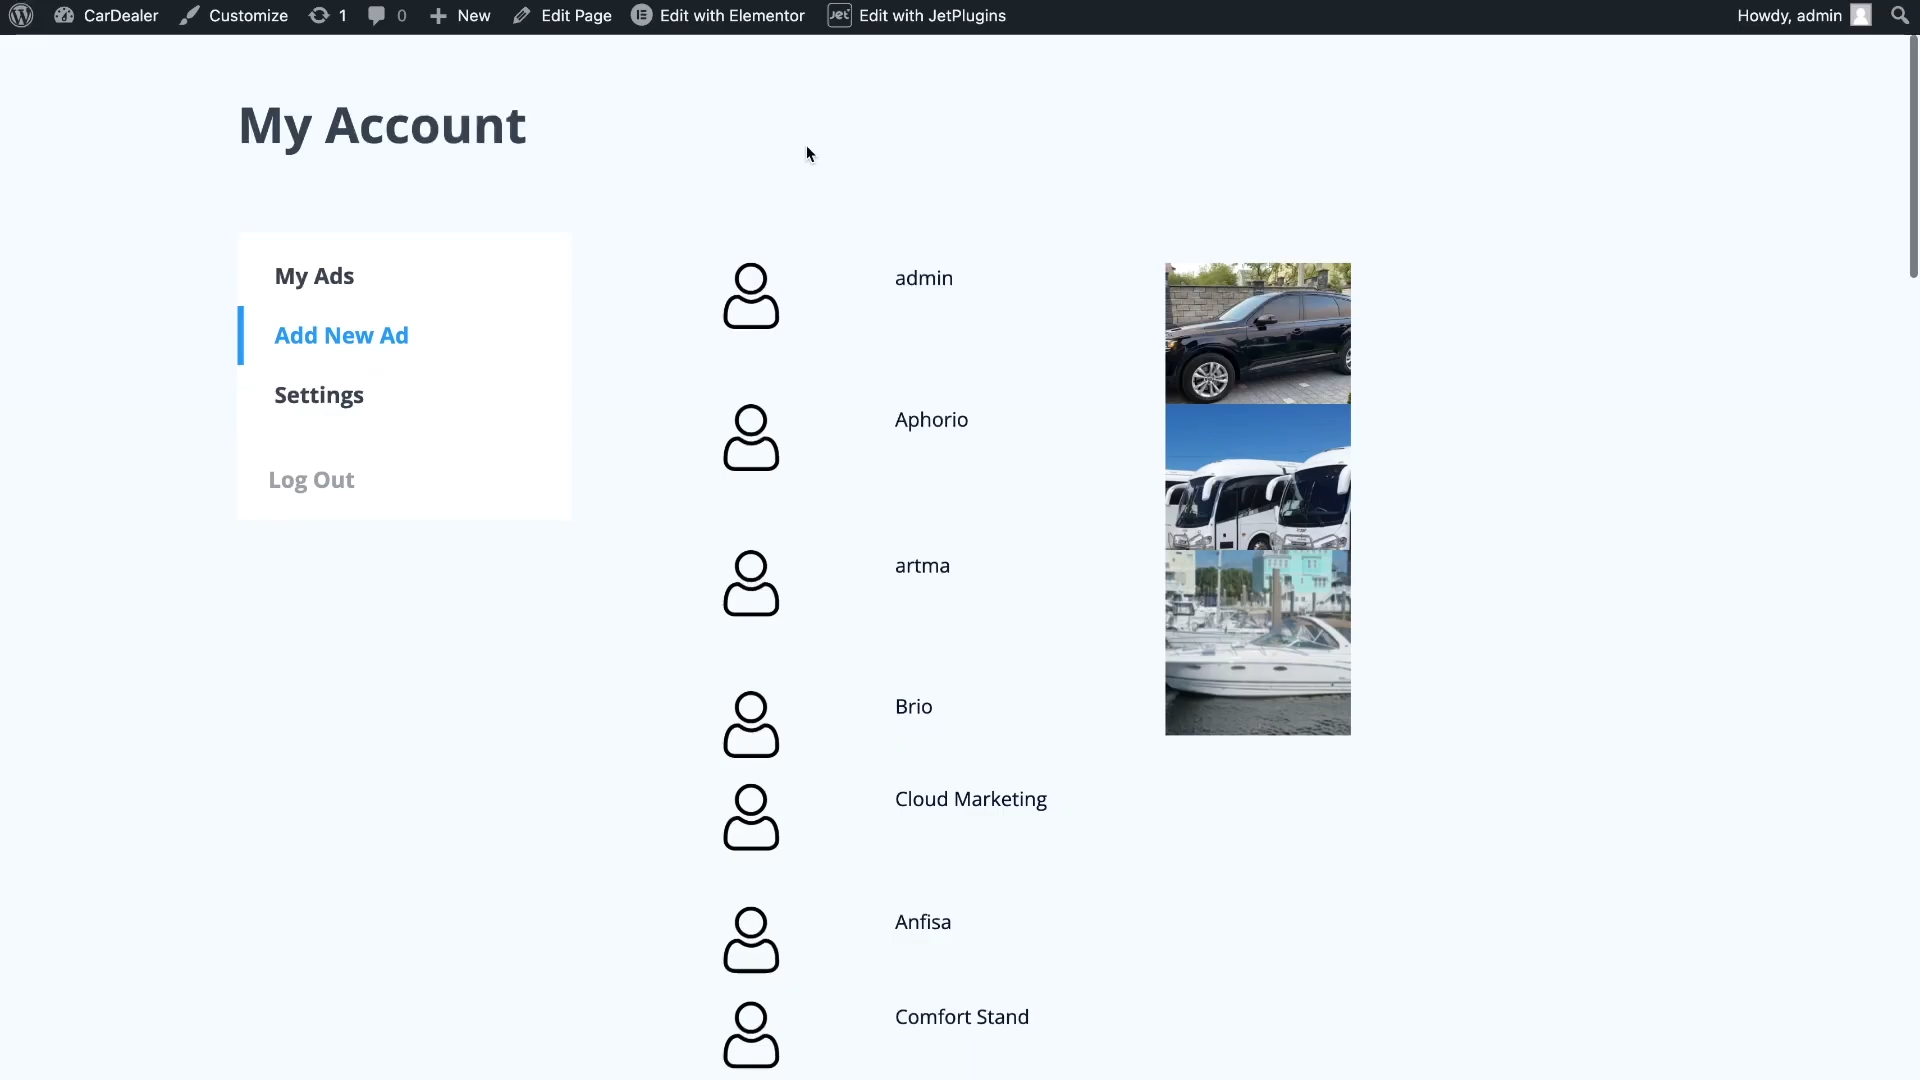 CarDealer Customize 1 0 New Edit Page Edit with Elementor Jet Edit with JetPlugins Howdy, admin
My Account
My Ads
Add New Ad
Settings
Log Out
admin
Aphorio
artma
Brio
Cloud Marketing
Anfisa
Comfort Stand